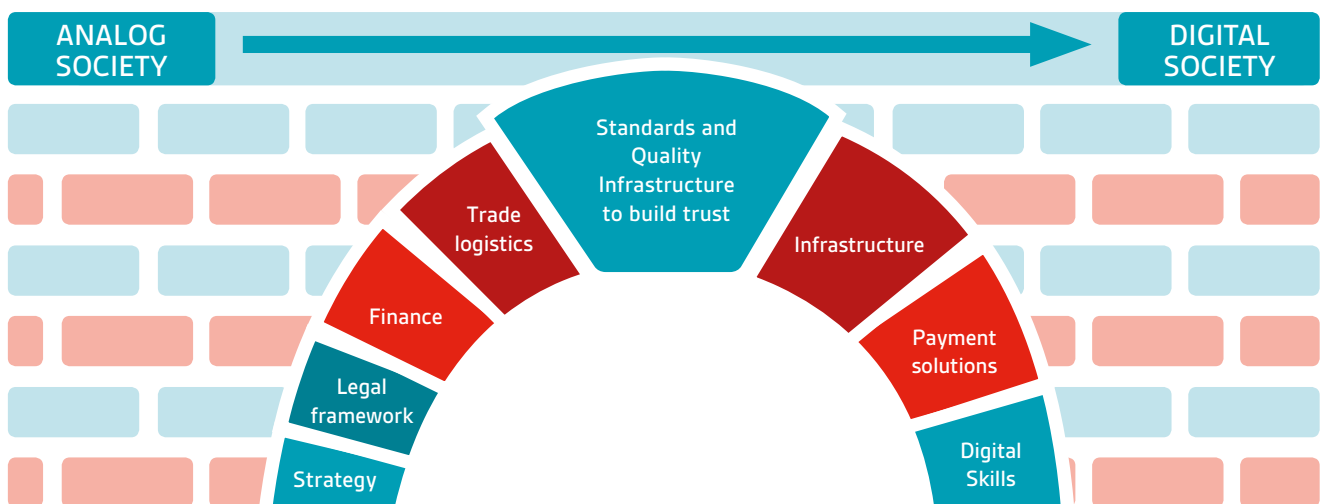 ANALOG
SOCIETY
DIGITAL
SOCIETY
Standards and
Quality
Infrastructure
to build trust
Trade
logistics
Infrastructure
Finance
Payment
solutions
Legal
framework
Digital
Skills
Strategy